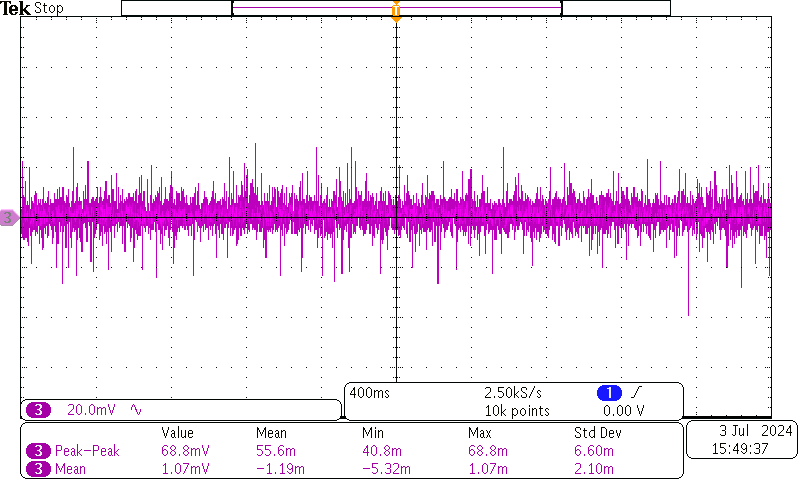 Tek Stop
T
3
3 20.0mV
400ms 2.50kS/s 1
10k points 0.00 V
Value Mean Min Max Std Dev
3 Peak-Peak 68.8mV 55.6m 40.8m 68.8m 6.60m
3 Mean 1.07mV -1.19m -5.32m 1.07m 2.10m
3 Jul 2024
15:49:37